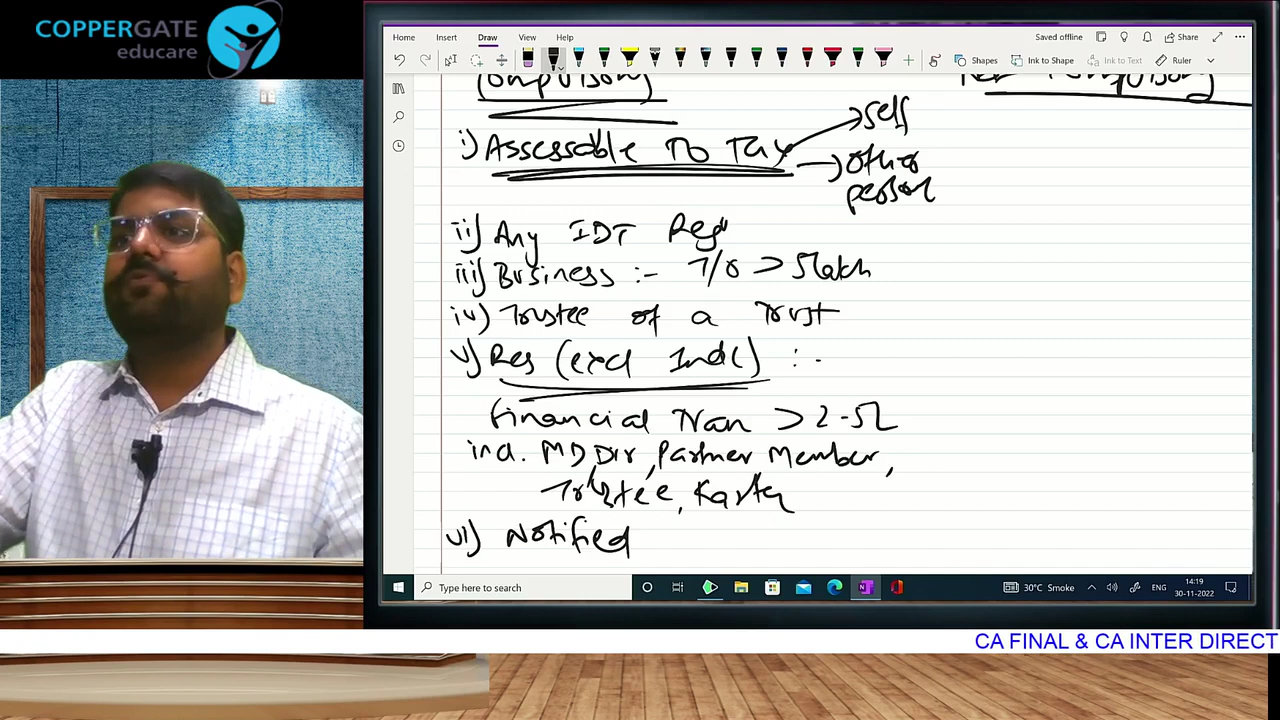 COPPERGATE
educare
Home Insert Draw View Help
Saved offline
Share
Shapes Ink to Shape Ink to Text Ruler
(ompulsory
i) Assessable To Tax
self
other
person
ii) Any IDT Regn
iii) Business :- T/O > 5lakh
iv) Trustee of a Trust
v) Res (excl Indl) :-
Financial Tran > 2.5L
incl. MD, Dir, Partner Member,
Trustee, Karta
vi) Notified
Type here to search
30°C Smoke
ENG
14:19
30-11-2022
CA FINAL & CA INTER DIRECT